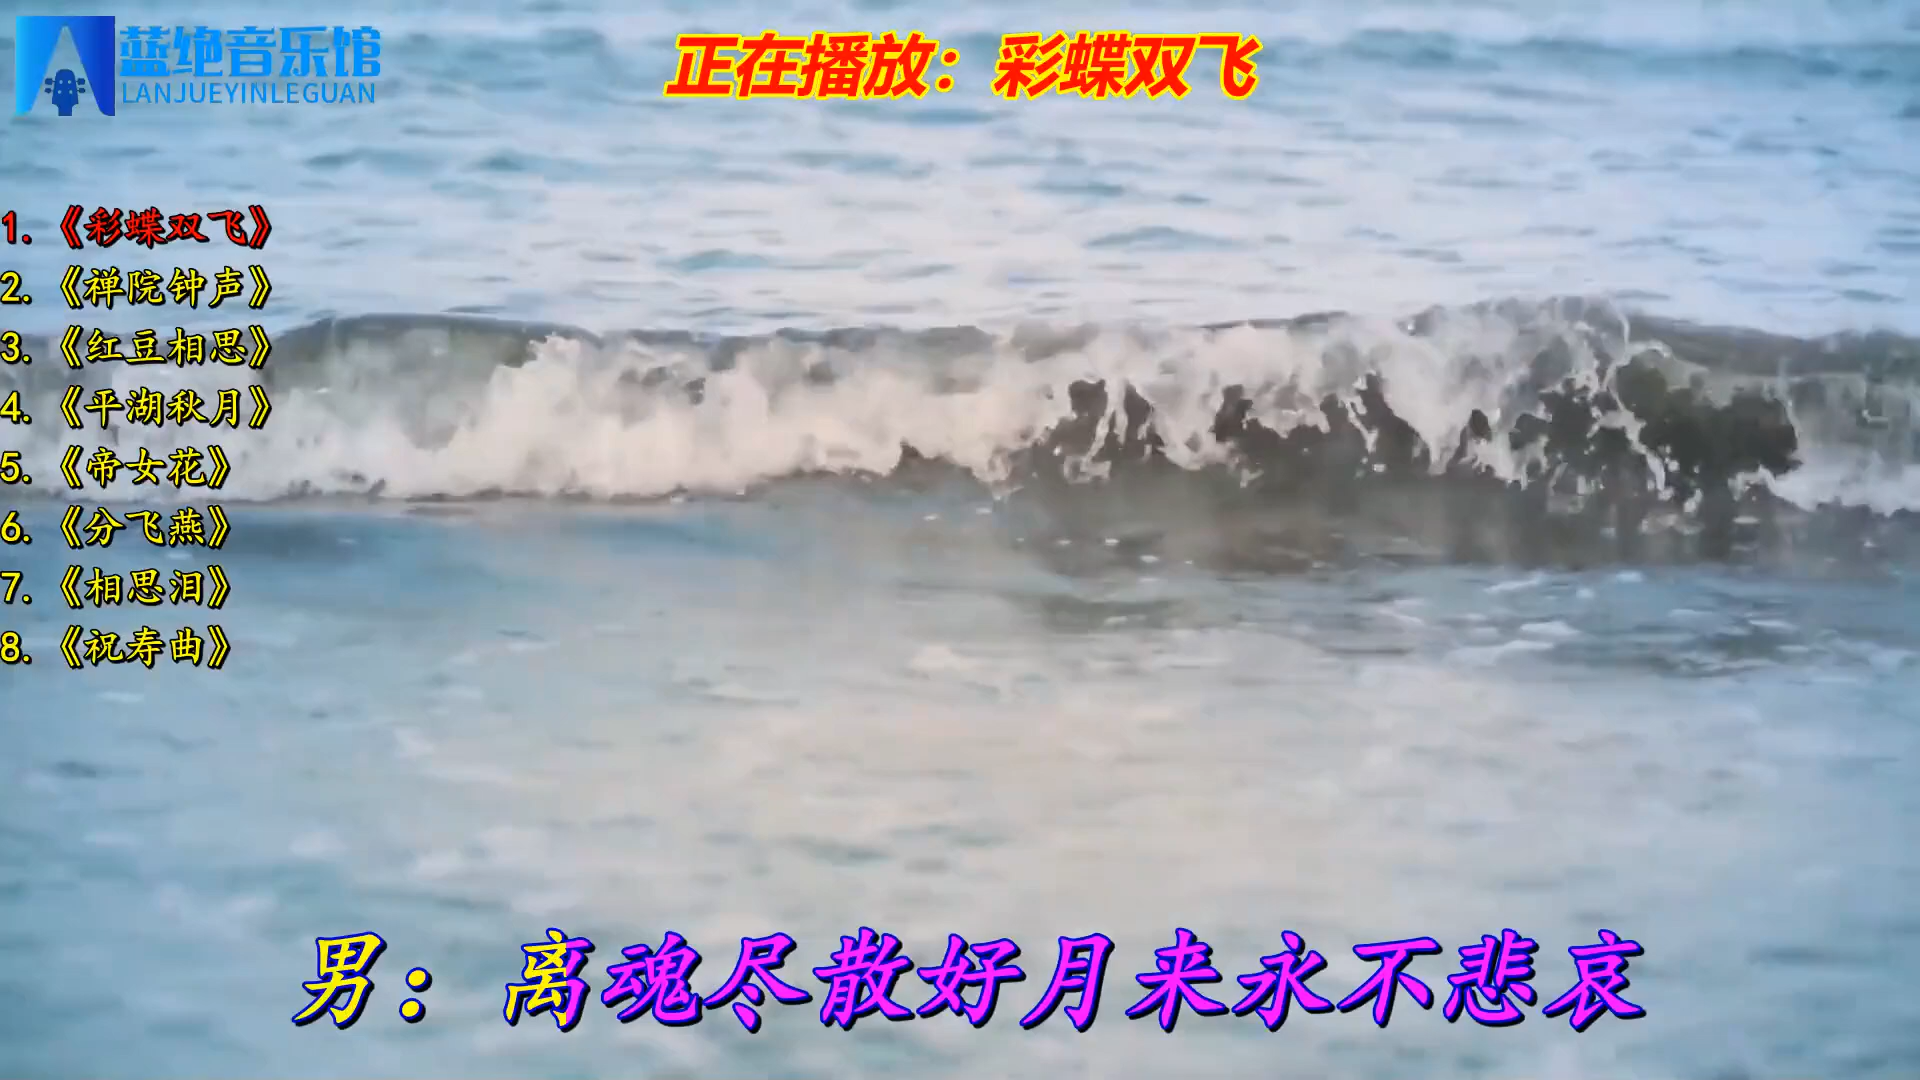 蓝绝音乐馆
LANJUEYINLEGUAN
正在播放：彩蝶双飞
1.《彩蝶双飞》
2.《禅院钟声》
3.《红豆相思》
4.《平湖秋月》
5.《帝女花》
6.《分飞燕》
7.《相思泪》
8.《祝寿曲》
男：离魂尽散好月来永不悲哀